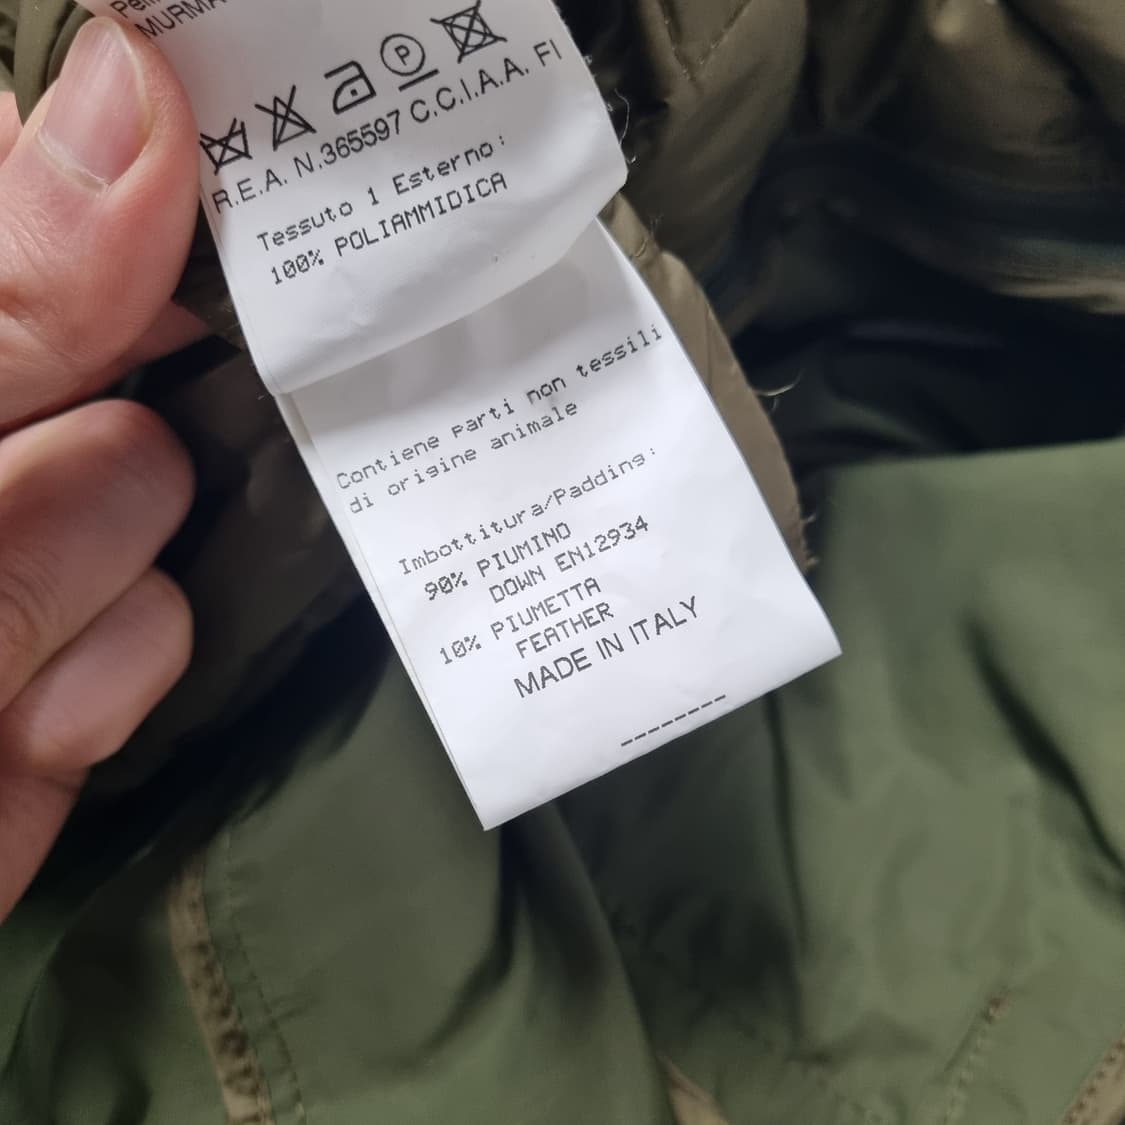 MURMA
P
R.E.A. N.365597 C.C.I.A.A. FI
Tessuto 1 Esterno:
100% POLIAMMIDICA
Contiene parti non tessili
di origine animale
Imbottitura/Padding:
90% PIUMINO
DOWN EN12934
10% PIUMETTA
FEATHER
MADE IN ITALY
--------